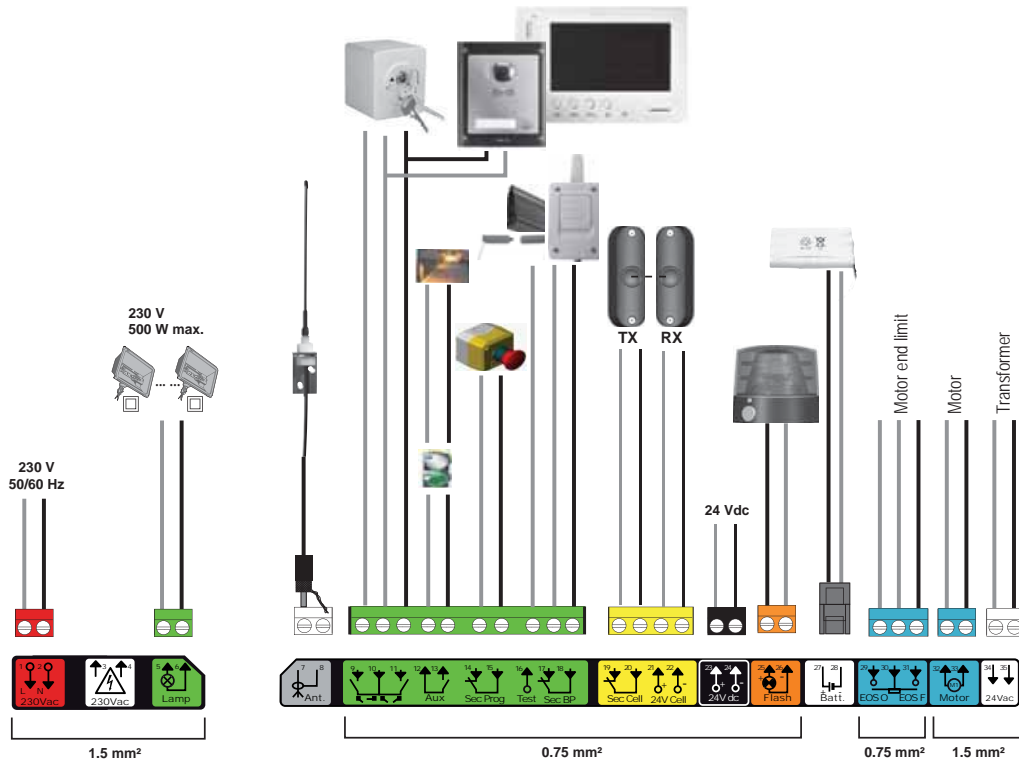 230 V
500 W max.
230 V
50/60 Hz
TX
RX
24 Vdc
Motor end limit
Motor
Transformer
1 2
L N
230Vac
3 4
230Vac
5 6
Lamp
7 8
Ant.
9 10 11
12 13
Aux
14 15
Sec Prog
16
Test
17 18
Sec BP
19 20
Sec Cell
21 22
+ -
24V Cell
23 24
+ -
24V dc
25 26
+ -
Flash
27 28
Batt.
29 30 31
EOS O EOS F
32 33
M1
Motor
34 35
24Vac
1.5 mm²
0.75 mm²
0.75 mm²
1.5 mm²